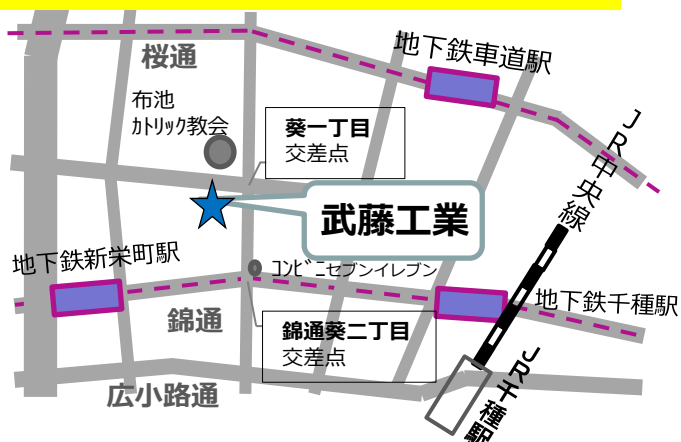 桜通
地下鉄車道駅
布池
ｶﾄﾘｯｸ教会
葵一丁目
交差点
JR中央線
武藤工業
地下鉄新栄町駅
ｺﾝﾋﾞﾆセブンイレブン
地下鉄千種駅
錦通
錦通葵二丁目
交差点
JR千種駅
広小路通